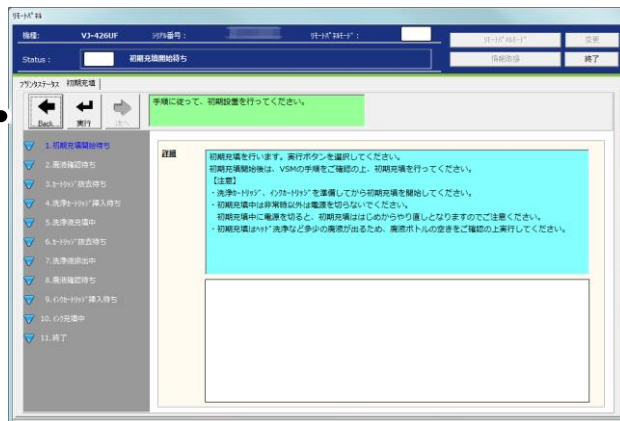 リモートパネル
機種: VJ-426UF シリアル番号: リモートパネルモード:
リモートパネルモード 変更
Status: 初期充填開始待ち
情報取得 終了
プリンタステータス 初期充填
Back 実行 次へ
手順に従って、初期設置を行ってください。
1.初期充填開始待ち
2.廃液確認待ち
3.カートリッジ抜去待ち
4.洗浄カートリッジ挿入待ち
5.洗浄液充填中
6.カートリッジ抜去待ち
7.洗浄液排出中
8.廃液確認待ち
9.インクカートリッジ挿入待ち
10.インク充填中
11.終了
詳細
初期充填を行います。実行ボタンを選択してください。
初期充填開始後は、VSMの手順をご確認の上、初期充填を行ってください。
【注意】
・洗浄カートリッジ、インクカートリッジを準備してから初期充填を開始してください。
・初期充填中は非常時以外は電源を切らないでください。
初期充填中に電源を切ると、初期充填ははじめからやり直しとなりますのでご注意ください。
・初期充填はヘッド洗浄など多少の廃液が出るため、廃液ボトルの空きをご確認の上実行してください。